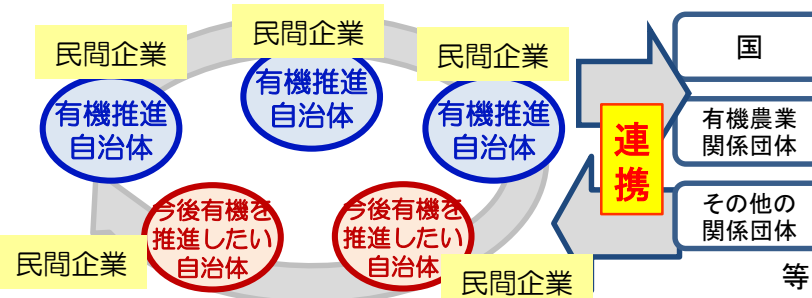 民間企業
民間企業
民間企業
有機推進
自治体
有機推進
自治体
有機推進
自治体
今後有機を
推進したい
自治体
今後有機を
推進したい
自治体
民間企業
民間企業
連
携
国
有機農業
関係団体
その他の
関係団体
等